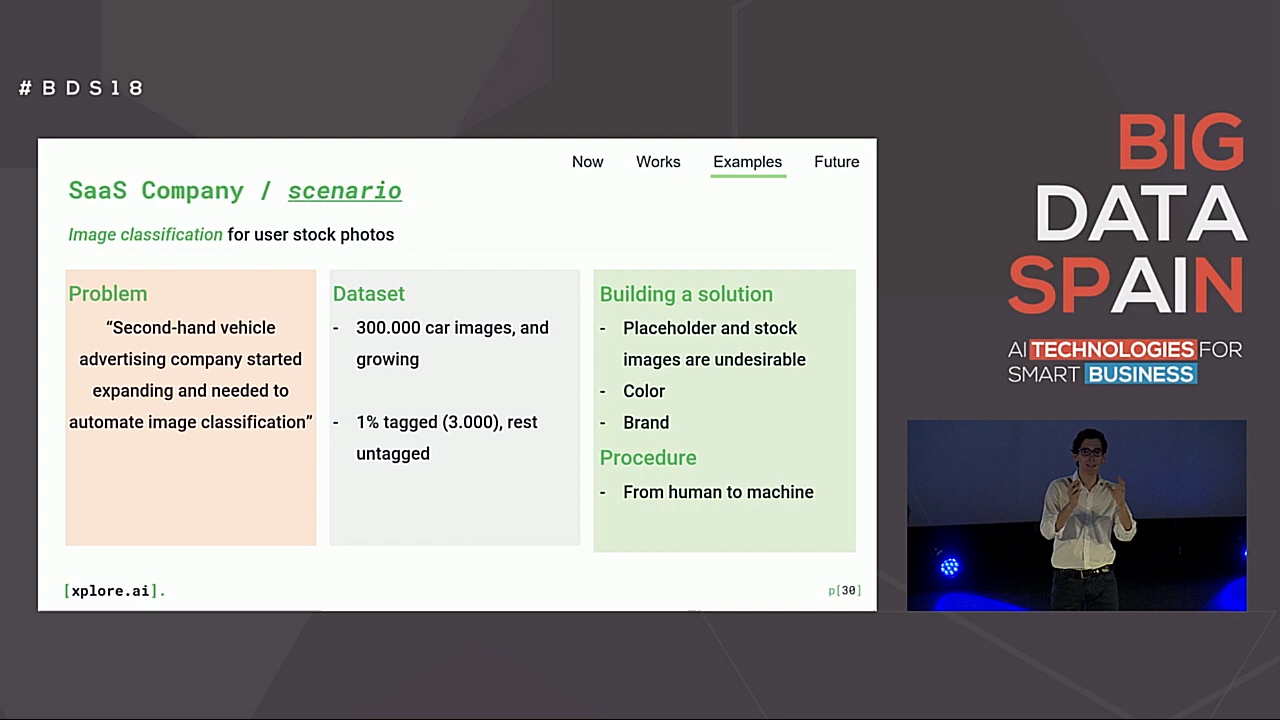 #BDS18
Now Works Examples Future
SaaS Company / scenario
Image classification for user stock photos
Problem
“Second-hand vehicle
advertising company started
expanding and needed to
automate image classification”
Dataset
- 300.000 car images, and
growing
- 1% tagged (3.000), rest
untagged
Building a solution
- Placeholder and stock
images are undesirable
- Color
- Brand
Procedure
- From human to machine
[xplore.ai].
p[30]
BIG
DATA
SPAIN
AI TECHNOLOGIES FOR
SMART BUSINESS